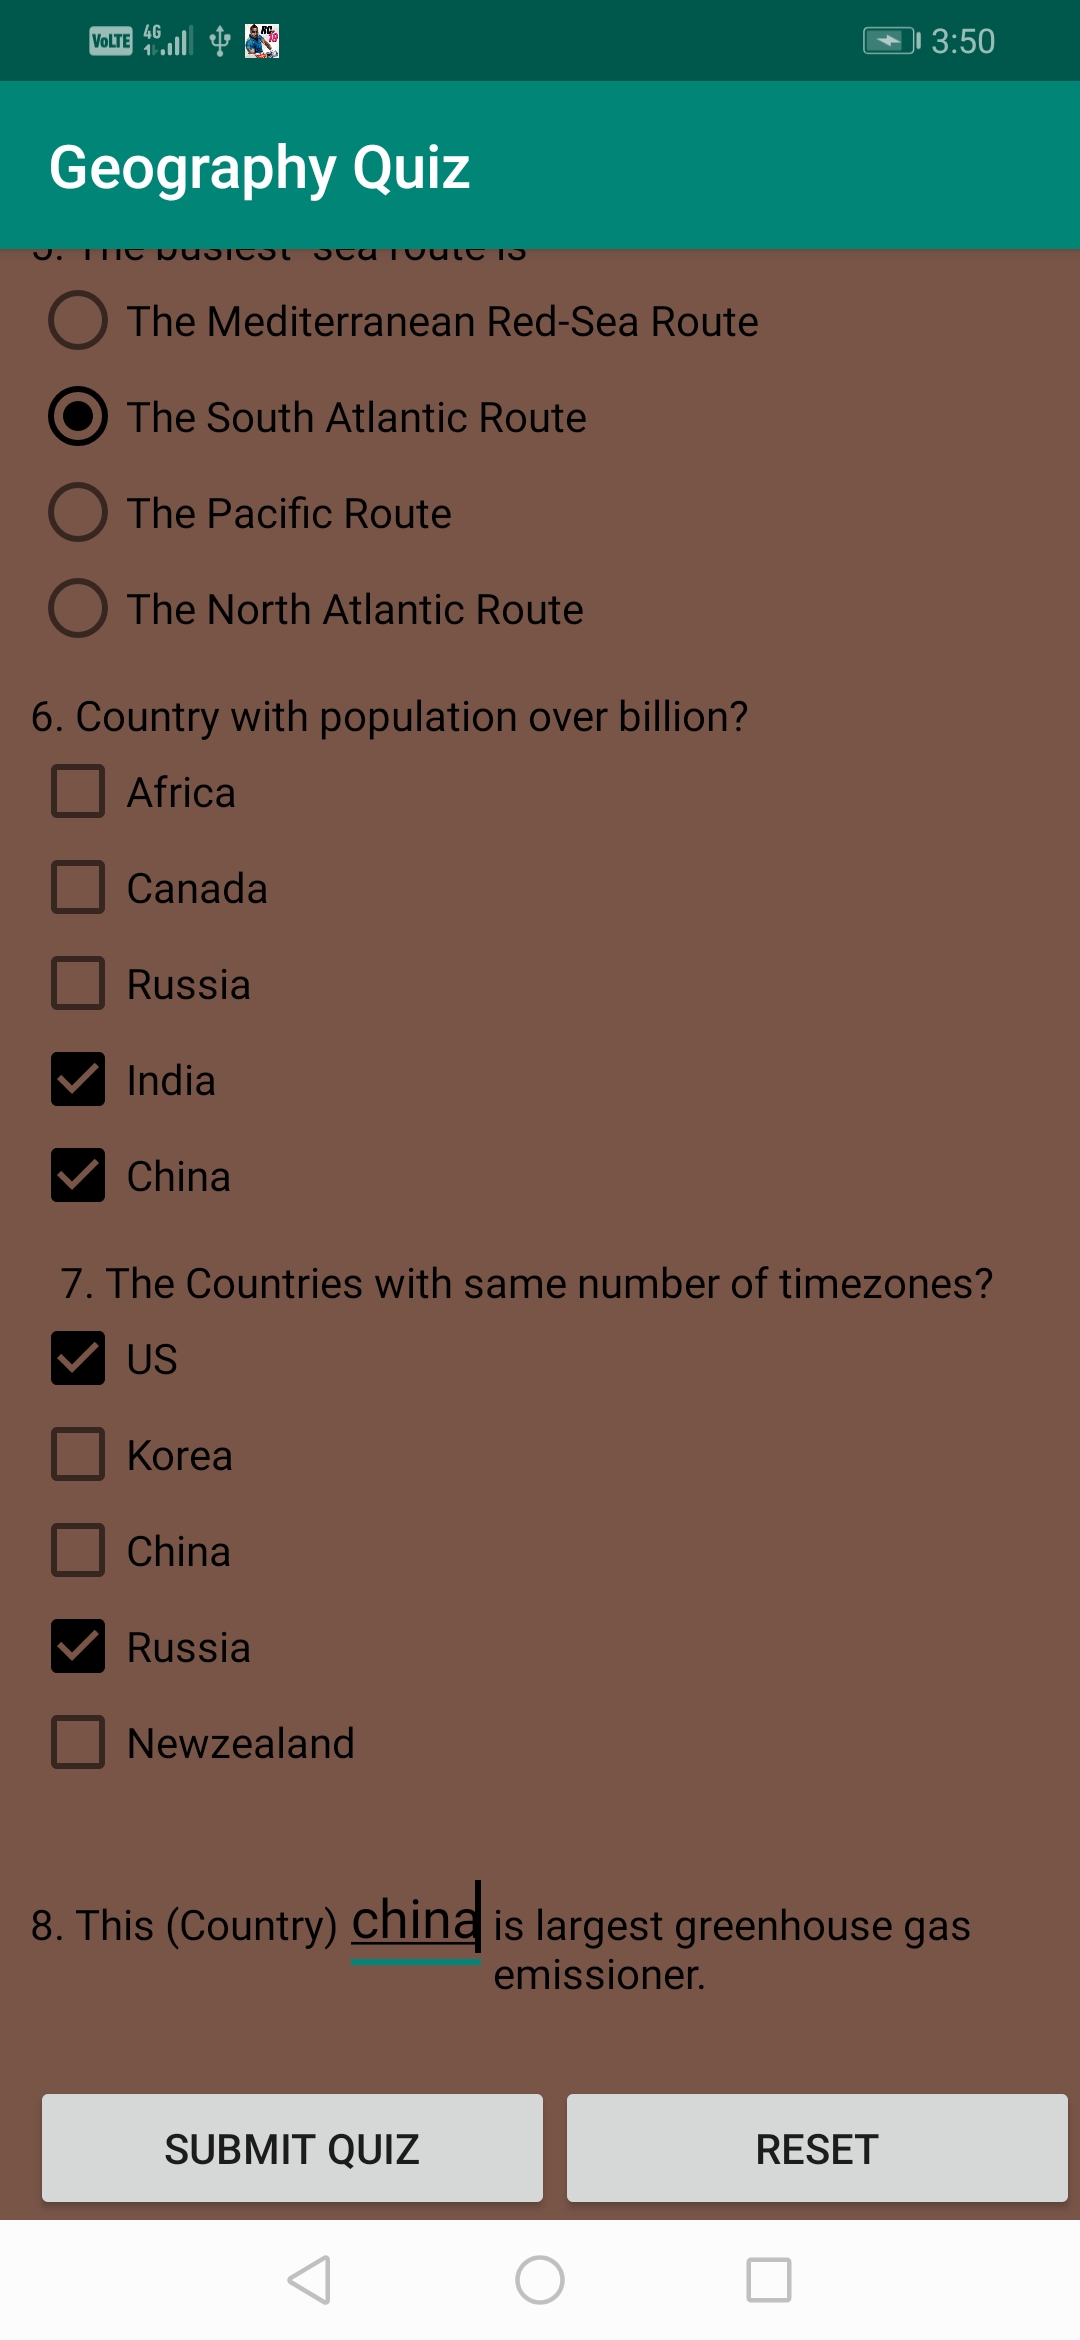 VoLTE 4G 3:50
Geography Quiz
5. The busiest sea route is
The Mediterranean Red-Sea Route
The South Atlantic Route
The Pacific Route
The North Atlantic Route
6. Country with population over billion?
Africa
Canada
Russia
India
China
7. The Countries with same number of timezones?
US
Korea
China
Russia
Newzealand
8. This (Country) china is largest greenhouse gas
emissioner.
SUBMIT QUIZ RESET